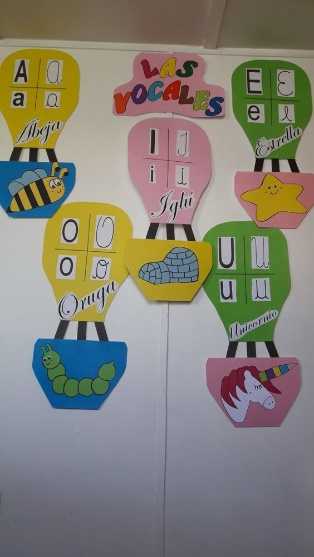 LAS
VOCALES
A a
a a
Abeja
E E
e e
Estrella
I I
i i
Iglú
O O
o o
Oruga
U U
u u
Unicornio